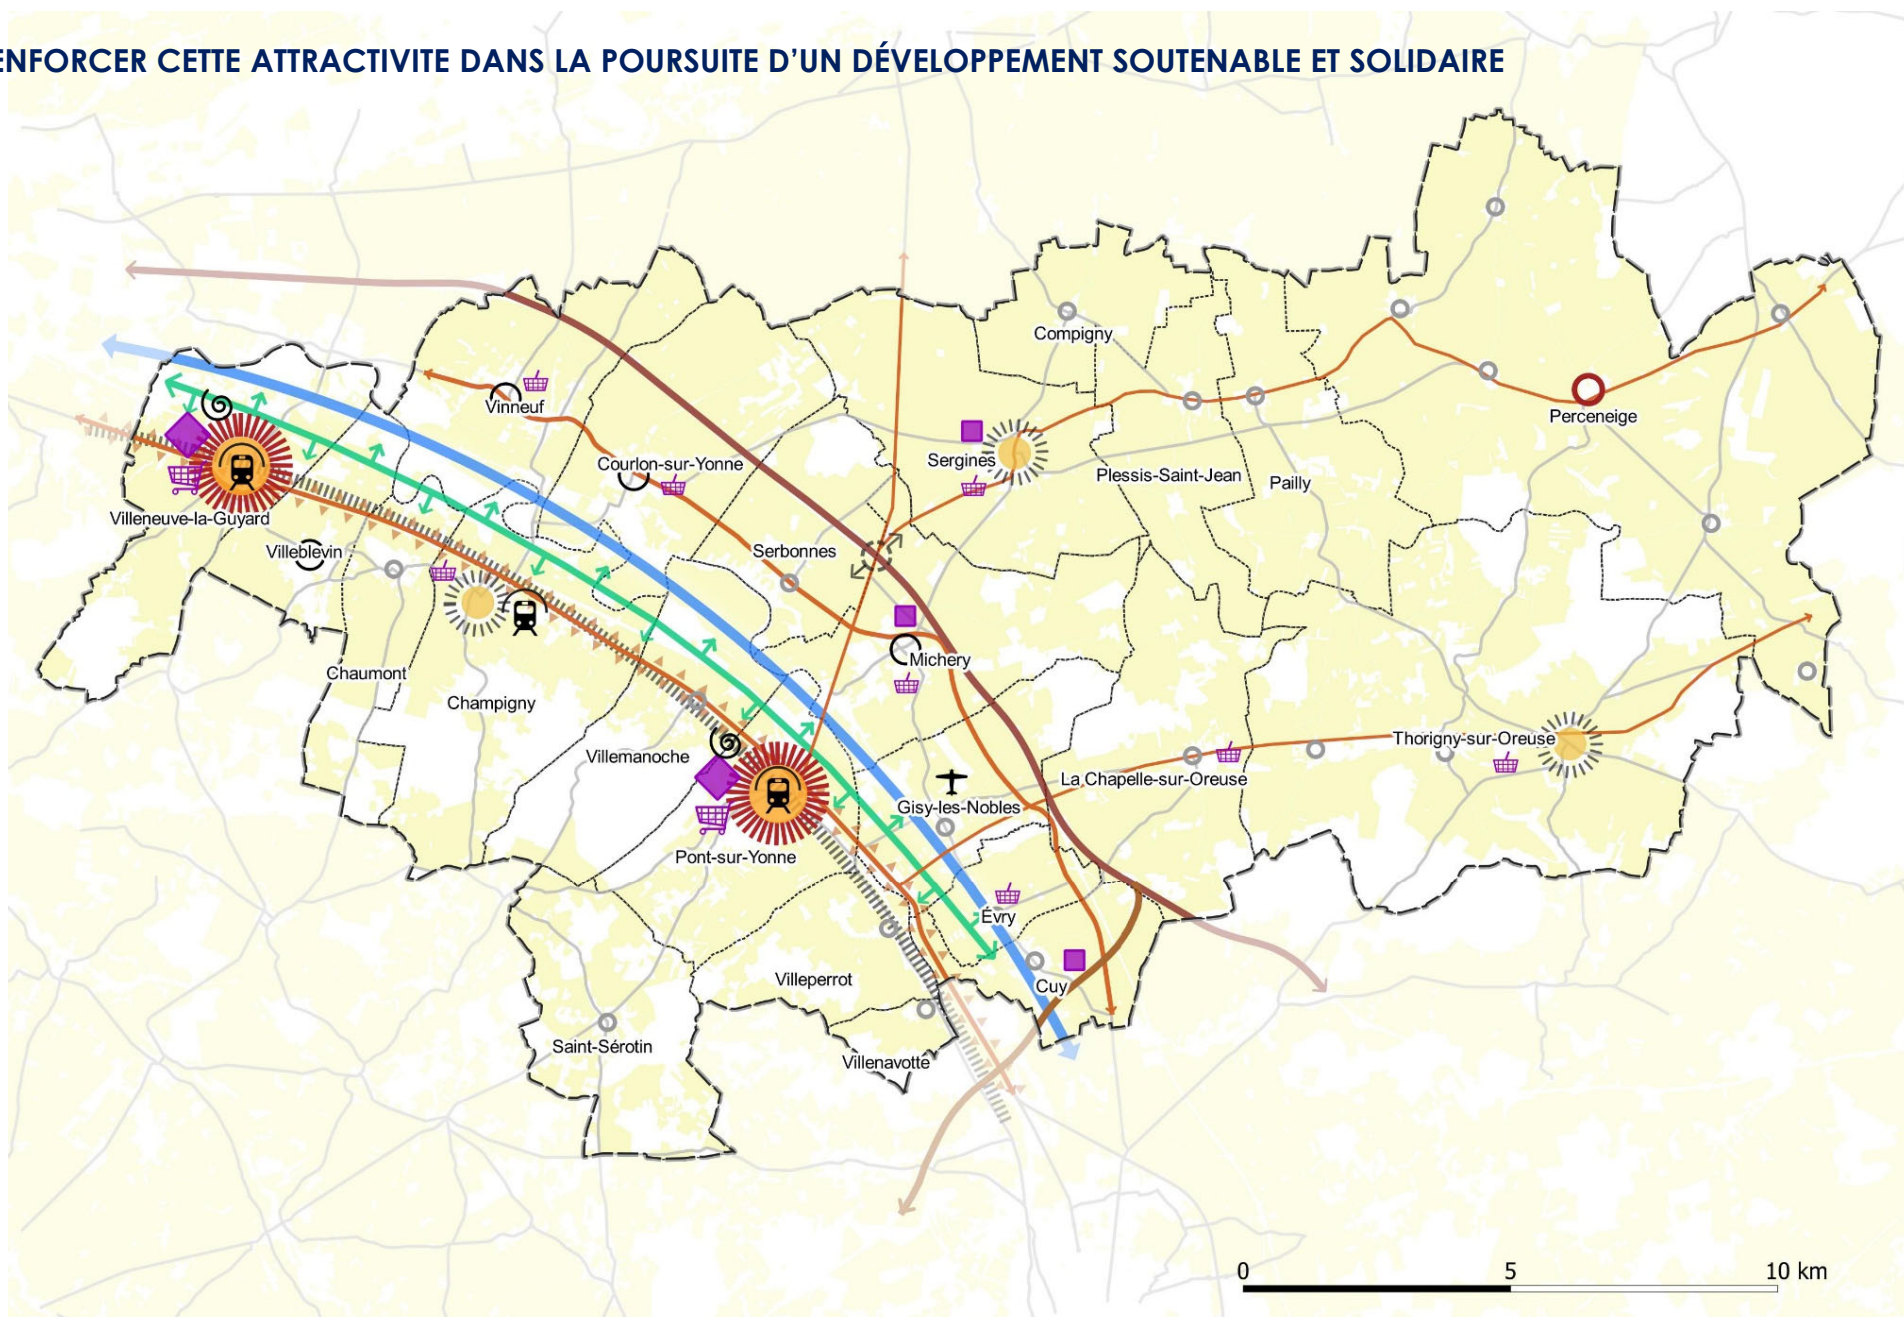 ENFORCER CETTE ATTRACTIVITE DANS LA POURSUITE D'UN DÉVELOPPEMENT SOUTENABLE ET SOLIDAIRE
Compigny
Vinneuf
Perceneige
Courlon-sur-Yonne
Sergines
Plessis-Saint-Jean
Pailly
Villeneuve-la-Guyard
Villeblevin
Serbonnes
Michery
Chaumont
Champigny
Villemanoche
Thorigny-sur-Oreuse
La Chapelle-sur-Oreuse
Gisy-les-Nobles
Pont-sur-Yonne
Évry
Villeperrot
Cuy
Saint-Sérotin
Villenavotte
0 5 10 km